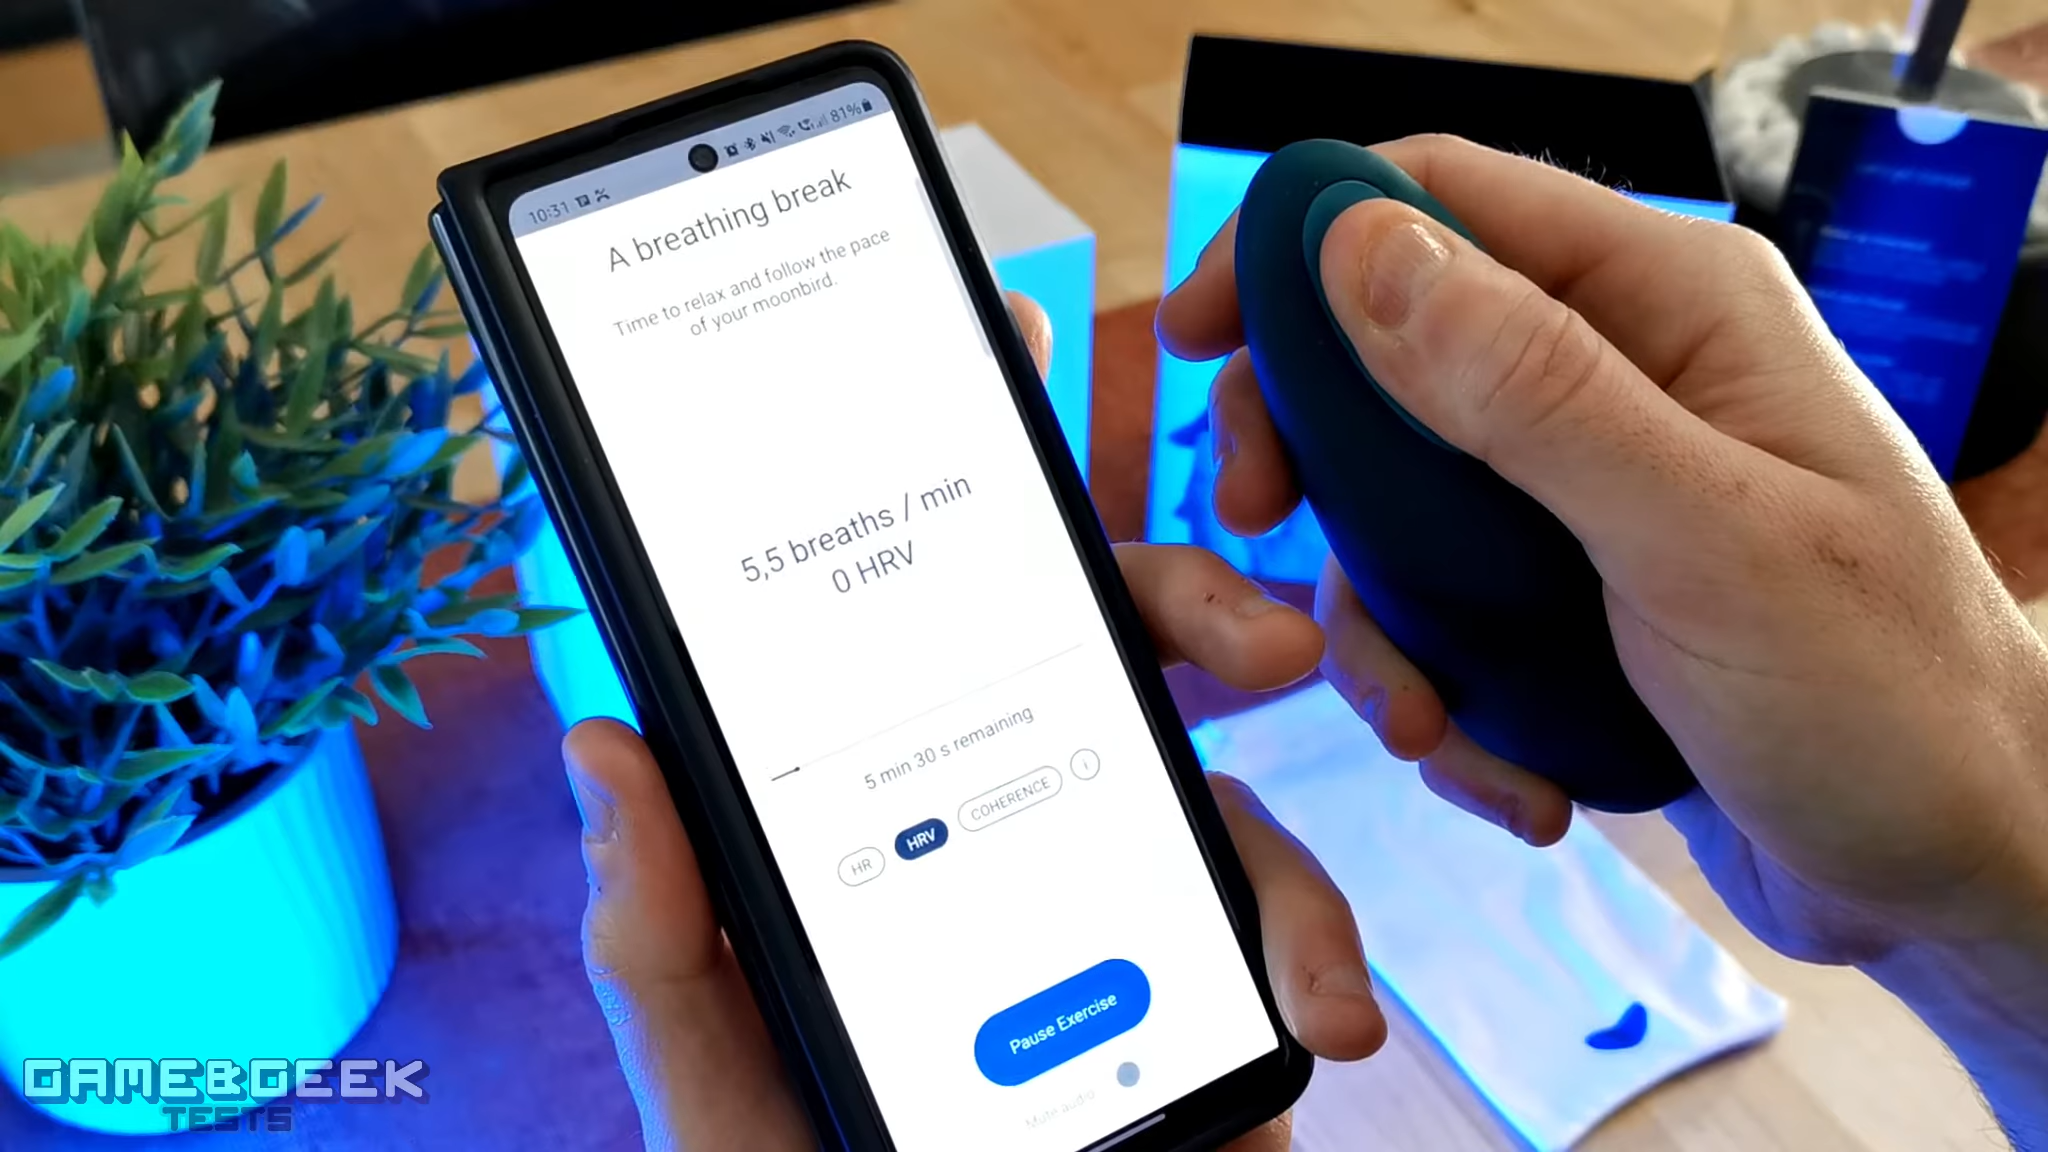 10:31
81%
A breathing break
Time to relax and follow the pace
of your moonbird.
5,5 breaths / min
0 HRV
5 min 30 s remaining
HR
HRV
COHERENCE
i
Pause Exercise
Mute audio
GAME&GEEK
TESTS